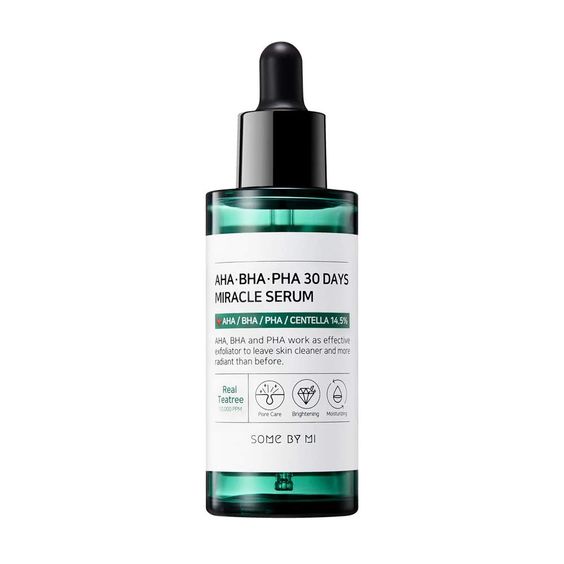 AHA·BHA·PHA 30 DAYS
MIRACLE SERUM
AHA / BHA / PHA / CENTELLA 14.5%
AHA, BHA and PHA work as effective
exfoliator to leave skin cleaner and more
radiant than before.
Real
Teatree
10,000 PPM
Pore Care
Brightening
Moisturizing
SOME BY MI